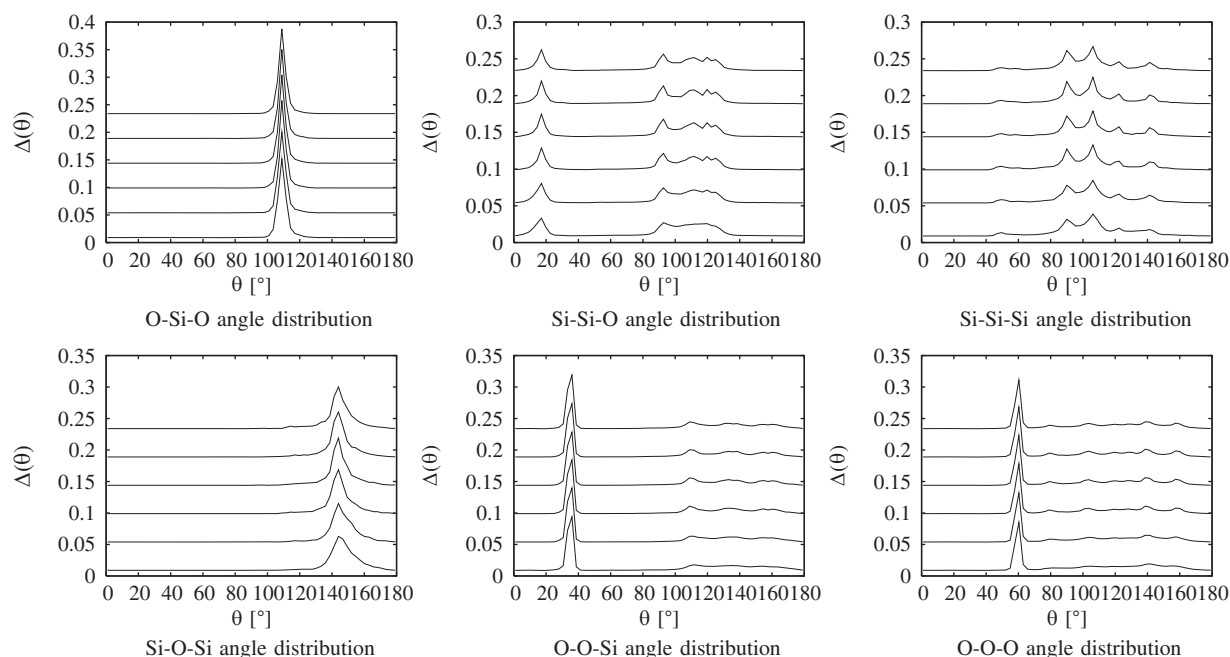 0.4
0.35
0.3
0.25
0.2
0.15
0.1
0.05
0
Δ(θ)
0 20 40 60 80 100120140160180
θ [°]
O-Si-O angle distribution
0.3
0.25
0.2
0.15
0.1
0.05
0
Δ(θ)
0 20 40 60 80 100120140160180
θ [°]
Si-Si-O angle distribution
0.3
0.25
0.2
0.15
0.1
0.05
0
Δ(θ)
0 20 40 60 80 100120140160180
θ [°]
Si-Si-Si angle distribution
0.35
0.3
0.25
0.2
0.15
0.1
0.05
0
Δ(θ)
0 20 40 60 80 100120140160180
θ [°]
Si-O-Si angle distribution
0.35
0.3
0.25
0.2
0.15
0.1
0.05
0
Δ(θ)
0 20 40 60 80 100120140160180
θ [°]
O-O-Si angle distribution
0.35
0.3
0.25
0.2
0.15
0.1
0.05
0
Δ(θ)
0 20 40 60 80 100120140160180
θ [°]
O-O-O angle distribution